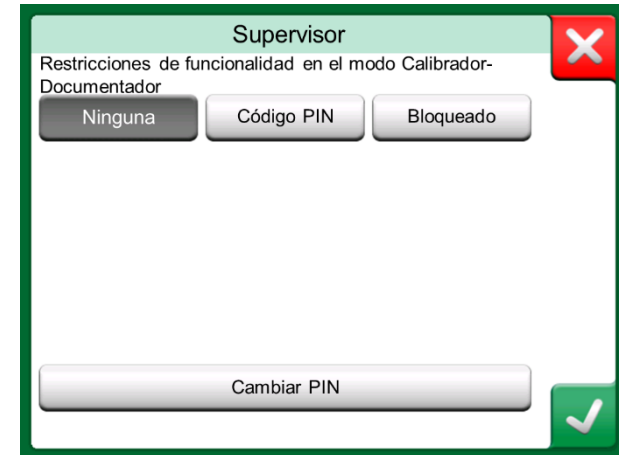 Supervisor
Restricciones de funcionalidad en el modo Calibrador-
Documentador
Ninguna
Código PIN
Bloqueado
Cambiar PIN